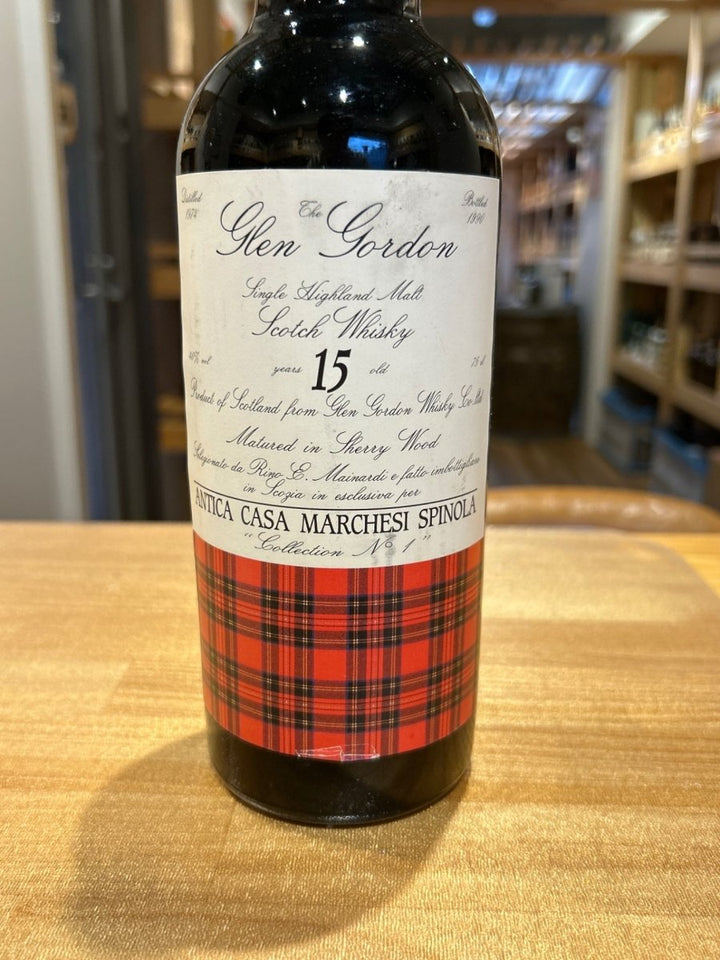 Distilled
1974
The
Bottled
1990
Glen Gordon
Single Highland Malt
Scotch Whisky
40% vol
years 15 old
75 cl
Product of Scotland from Glen Gordon Whisky Co. Ltd
Matured in Sherry Wood
Selezionato da Rino E. Mainardi e fatto imbottigliare
in Scozia in esclusiva per
ANTICA CASA MARCHESI SPINOLA
"Collection No 1"